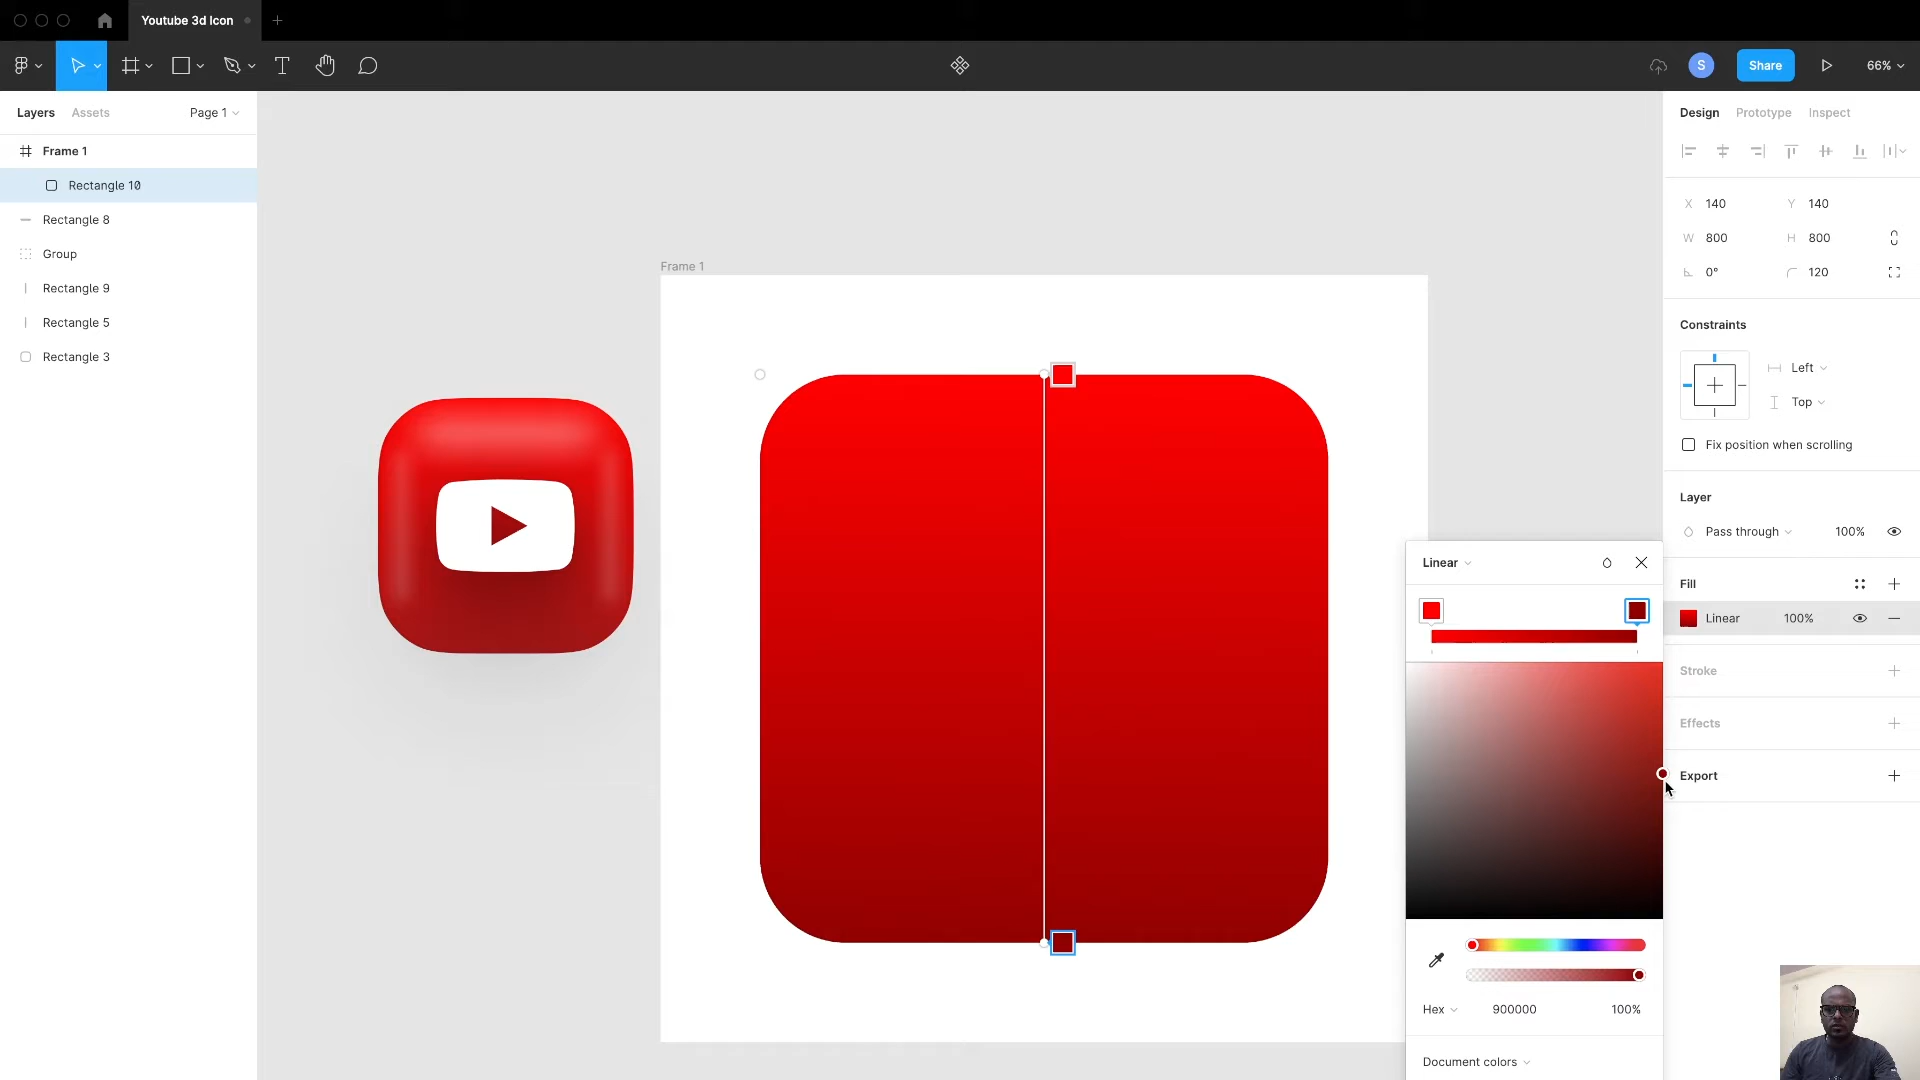 Youtube 3d Icon
Share
66%
Layers
Assets
Page 1
Frame 1
Rectangle 10
Rectangle 8
Group
Rectangle 9
Rectangle 5
Rectangle 3
Frame 1
S
Design
Prototype
Inspect
X 140
Y 140
W 800
H 800
0°
120
Constraints
Left
Top
Fix position when scrolling
Layer
Pass through
100%
Fill
Linear
100%
Stroke
Effects
Export
Linear
Hex
900000
100%
Document colors